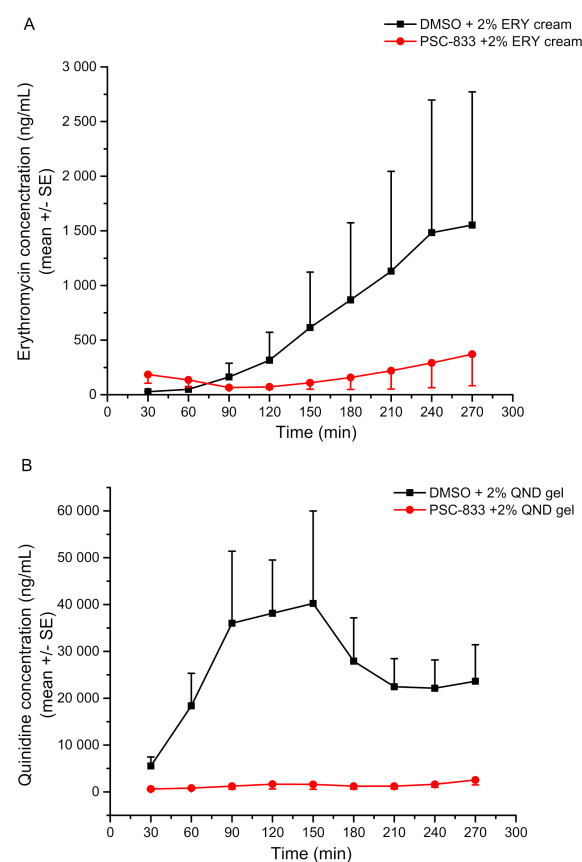 A
DMSO + 2% ERY cream
PSC-833 +2% ERY cream
Erythromycin concenctration (ng/mL)
(mean +/- SE)
3 000
2 500
2 000
1 500
1 000
500
0
0 30 60 90 120 150 180 210 240 270 300
Time (min)
B
DMSO + 2% QND gel
PSC-833 +2% QND gel
Quinidine concentration (ng/mL)
(mean +/- SE)
60 000
50 000
40 000
30 000
20 000
10 000
0
0 30 60 90 120 150 180 210 240 270 300
Time (min)